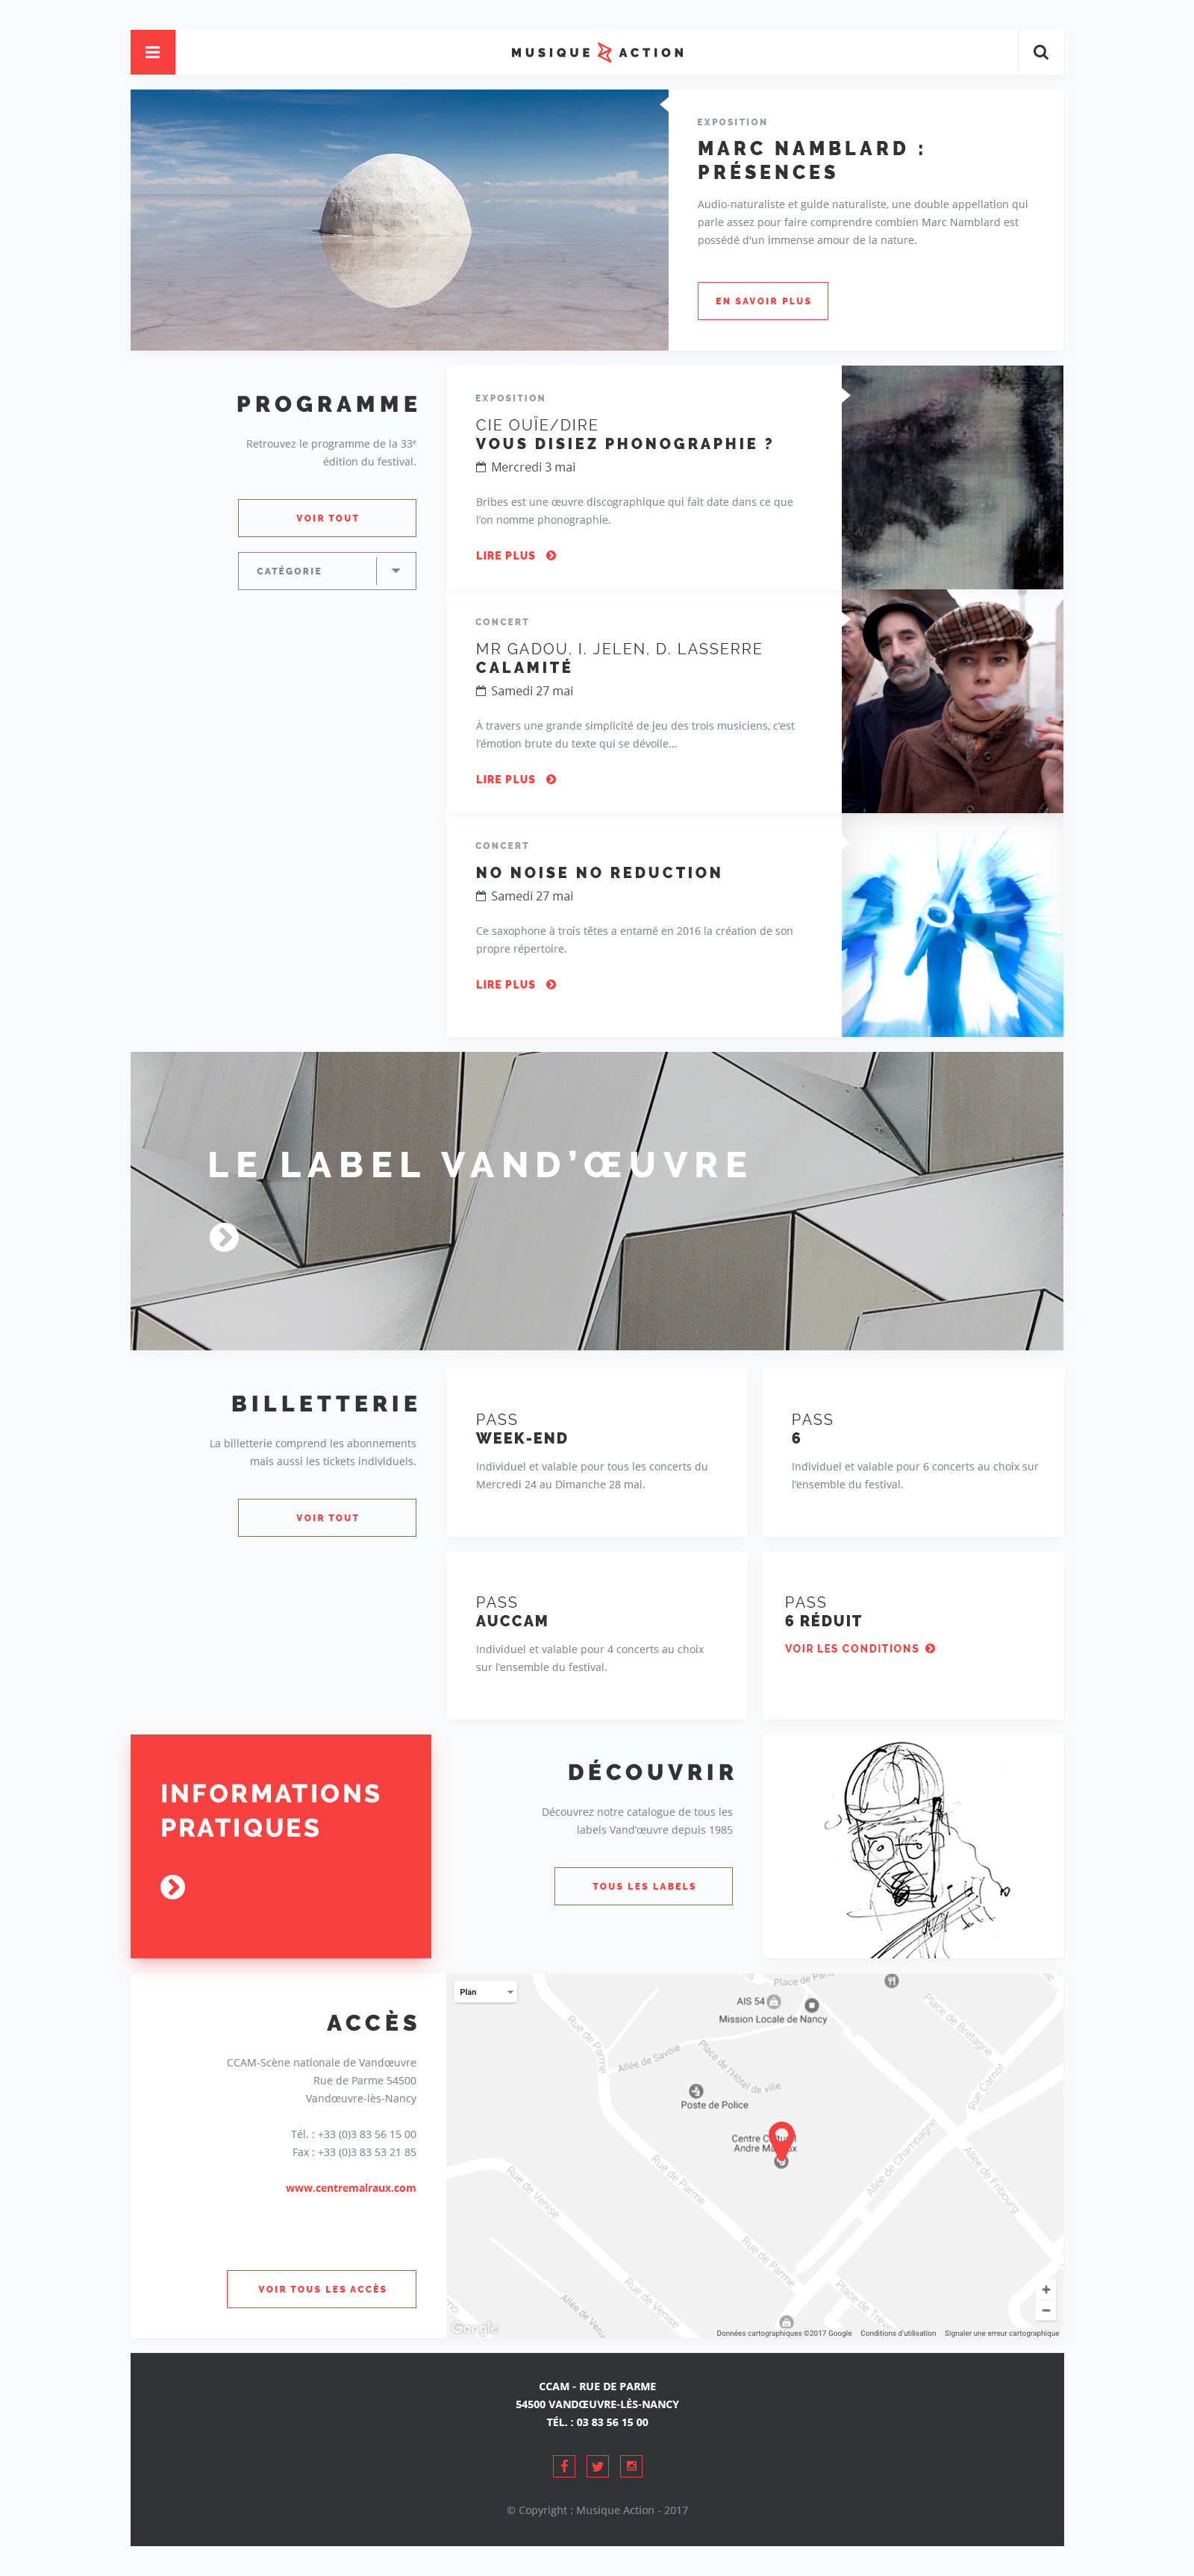 MUSIQUE ACTION
EXPOSITION
MARC NAMBLARD :
PRÉSENCES
Audio-naturaliste et guide naturaliste, une double appellation qui
parle assez pour faire comprendre combien Marc Namblard est
possédé d'un immense amour de la nature.
EN SAVOIR PLUS
PROGRAMME
Retrouvez le programme de la 33e
édition du festival.
VOIR TOUT
CATÉGORIE
EXPOSITION
CIE OUÏE/DIRE
VOUS DISIEZ PHONOGRAPHIE ?
Mercredi 3 mai
Bribes est une œuvre discographique qui fait date dans ce que
l’on nomme phonographie.
LIRE PLUS
CONCERT
MR GADOU, I. JELEN, D. LASSERRE
CALAMITÉ
Samedi 27 mai
À travers une grande simplicité de jeu des trois musiciens, c’est
l’émotion brute du texte qui se dévoile...
LIRE PLUS
CONCERT
NO NOISE NO REDUCTION
Samedi 27 mai
Ce saxophone à trois têtes a entamé en 2016 la création de son
propre répertoire.
LIRE PLUS
LE LABEL VAND’ŒUVRE
BILLETTERIE
La billetterie comprend les abonnements
mais aussi les tickets individuels.
VOIR TOUT
PASS
WEEK-END
Individuel et valable pour tous les concerts du
Mercredi 24 au Dimanche 28 mai.
PASS
6
Individuel et valable pour 6 concerts au choix sur
l’ensemble du festival.
PASS
AUCCAM
Individuel et valable pour 4 concerts au choix
sur l’ensemble du festival.
PASS
6 RÉDUIT
VOIR LES CONDITIONS
INFORMATIONS
PRATIQUES
DÉCOUVRIR
Découvrez notre catalogue de tous les
labels Vand’œuvre depuis 1985
TOUS LES LABELS
ACCÈS
CCAM-Scène nationale de Vandœuvre
Rue de Parme 54500
Vandœuvre-lès-Nancy
Tél. : +33 (0)3 83 56 15 00
Fax : +33 (0)3 83 53 21 85
www.centremalraux.com
VOIR TOUS LES ACCÈS
Plan
AIS 54
Mission Locale de Nancy
Place de Bretagne
Rue de Parme
Allée de Savoie
Place de l'Hôtel de ville
Rue Carnot
Poste de Police
Allée de Champagne
Allée de Fribourg
Rue de Venise
Rue de Parme
Rue de Parme
Rue de Venise
Google
+
−
Données cartographiques ©2017 Google
Conditions d'utilisation
Signaler une erreur cartographique
CCAM - RUE DE PARME
54500 VANDŒUVRE-LÈS-NANCY
TÉL. : 03 83 56 15 00
© Copyright : Musique Action - 2017